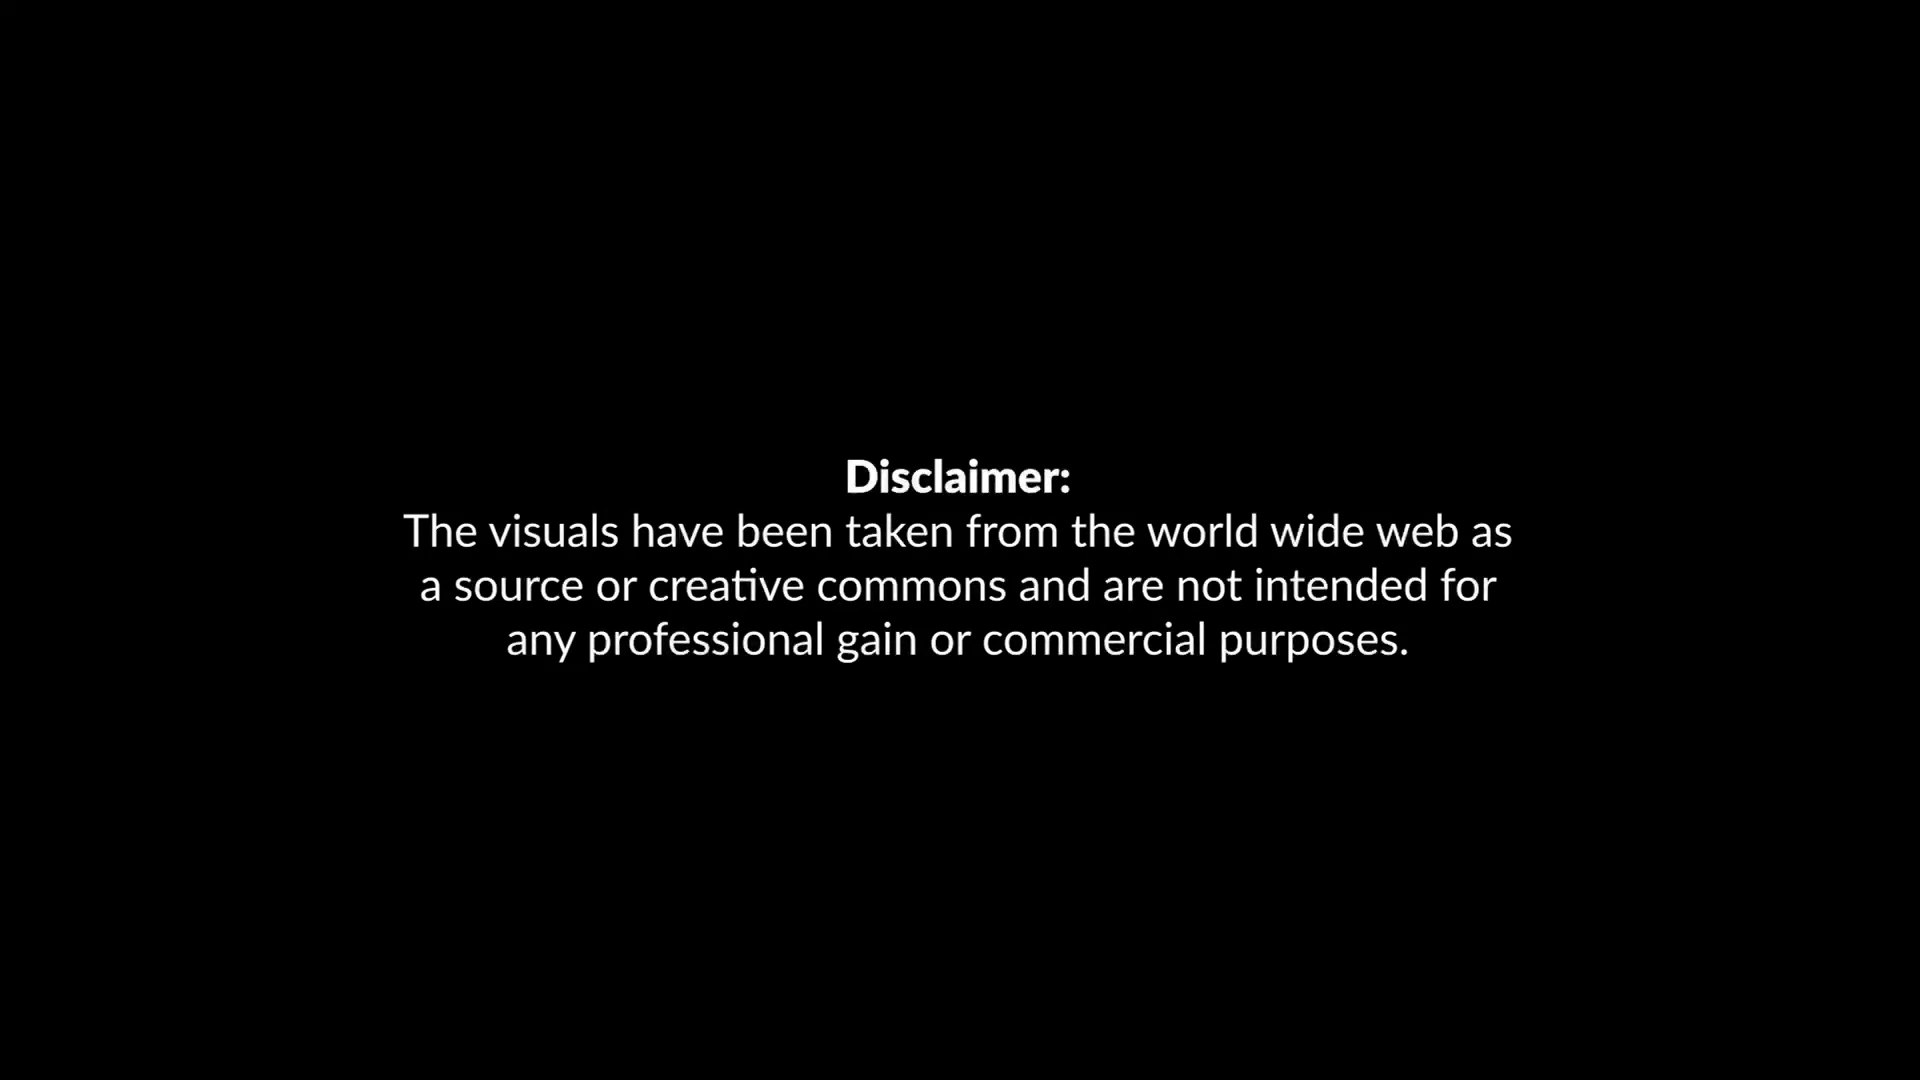 Disclaimer:
The visuals have been taken from the world wide web as
a source or creative commons and are not intended for
any professional gain or commercial purposes.